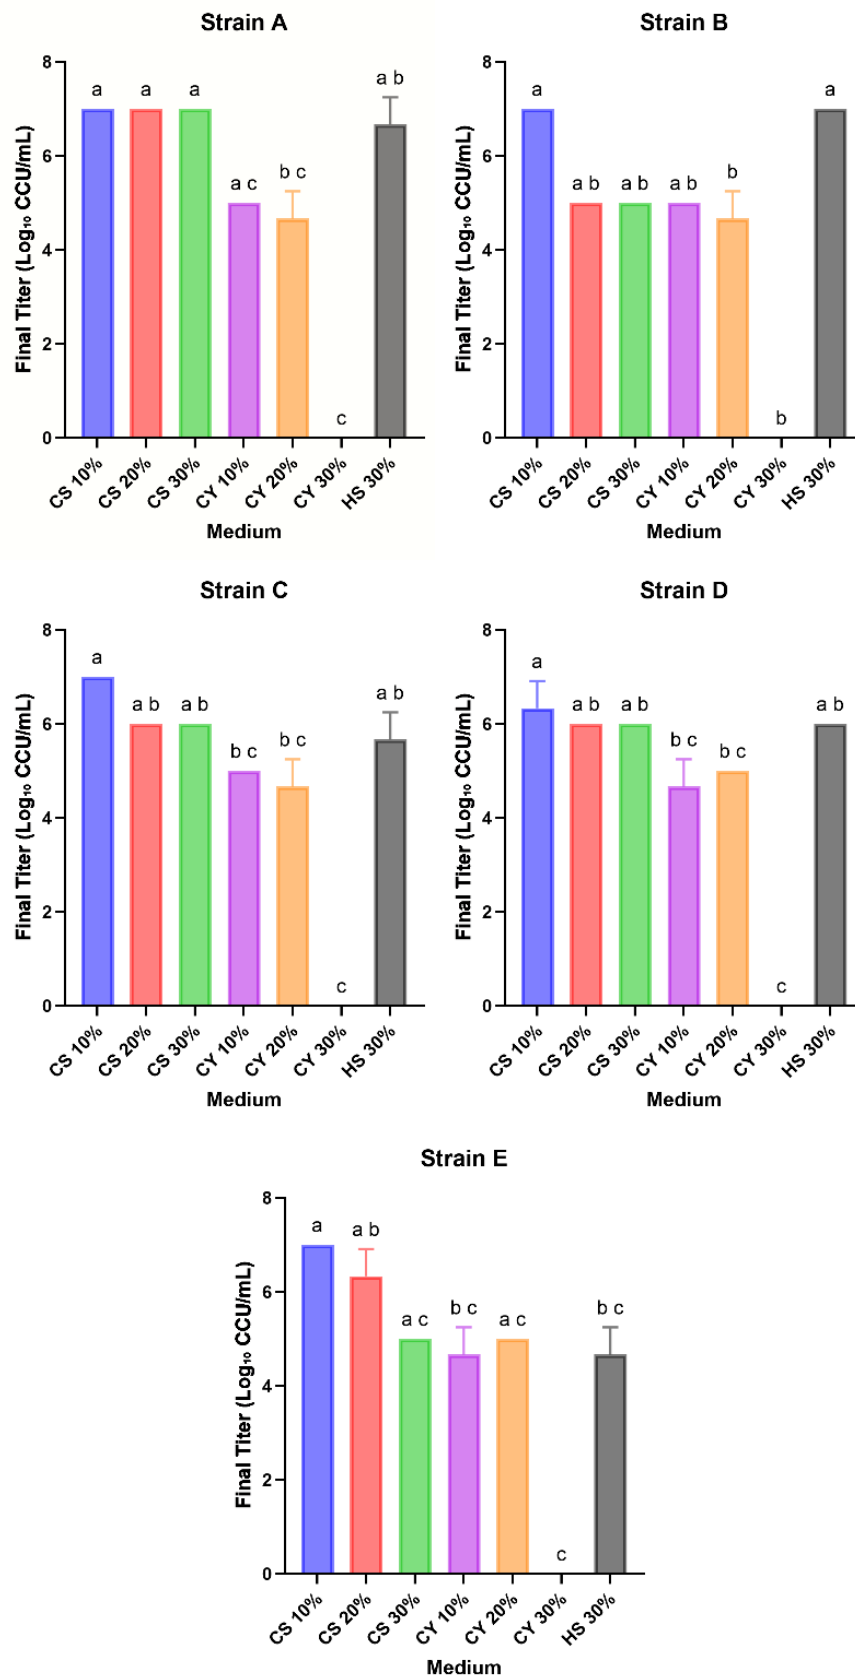 Strain A
Final Titer (Log₁₀ CCU/mL)
8
6
4
2
0
a
a
a
a c
b c
c
a b
CS 10%
CS 20%
CS 30%
CY 10%
CY 20%
CY 30%
HS 30%
Medium
Strain B
Final Titer (Log₁₀ CCU/mL)
8
6
4
2
0
a
a b
a b
a b
b
b
a
CS 10%
CS 20%
CS 30%
CY 10%
CY 20%
CY 30%
HS 30%
Medium
Strain C
Final Titer (Log₁₀ CCU/mL)
8
6
4
2
0
a
a b
a b
b c
b c
c
a b
CS 10%
CS 20%
CS 30%
CY 10%
CY 20%
CY 30%
HS 30%
Medium
Strain D
Final Titer (Log₁₀ CCU/mL)
8
6
4
2
0
a
a b
a b
b c
b c
c
a b
CS 10%
CS 20%
CS 30%
CY 10%
CY 20%
CY 30%
HS 30%
Medium
Strain E
Final Titer (Log₁₀ CCU/mL)
8
6
4
2
0
a
a b
a c
b c
a c
c
b c
CS 10%
CS 20%
CS 30%
CY 10%
CY 20%
CY 30%
HS 30%
Medium